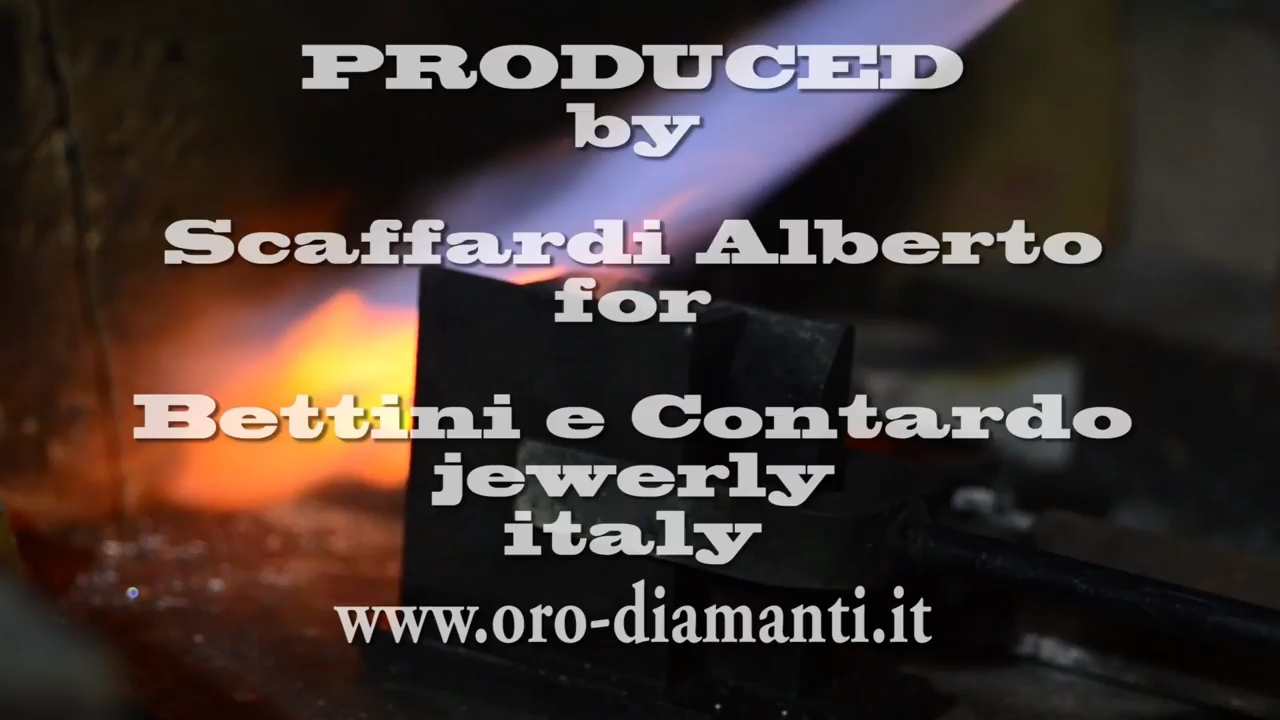 PRODUCED
by
Scaffardi Alberto
for
Bettini e Contardo
jewerly
italy
www.oro-diamanti.it